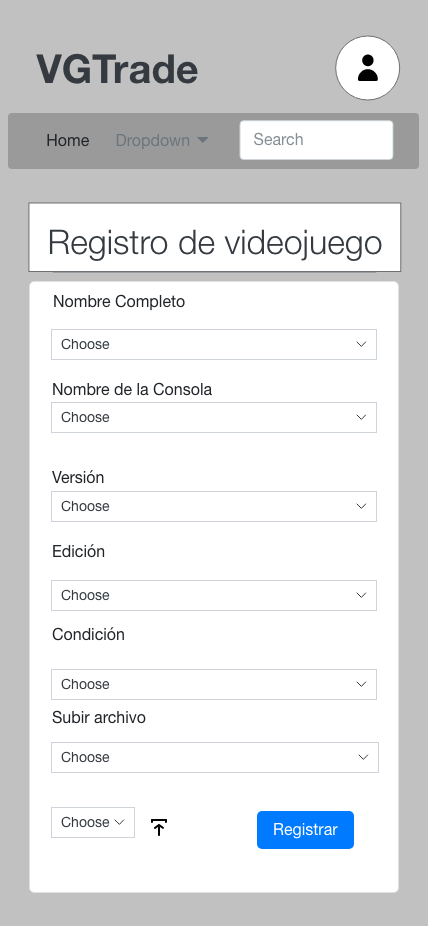 VGTrade
Home Dropdown Search
Registro de videojuego
Nombre Completo
Choose
Nombre de la Consola
Choose
Versión
Choose
Edición
Choose
Condición
Choose
Subir archivo
Choose
Choose Registrar